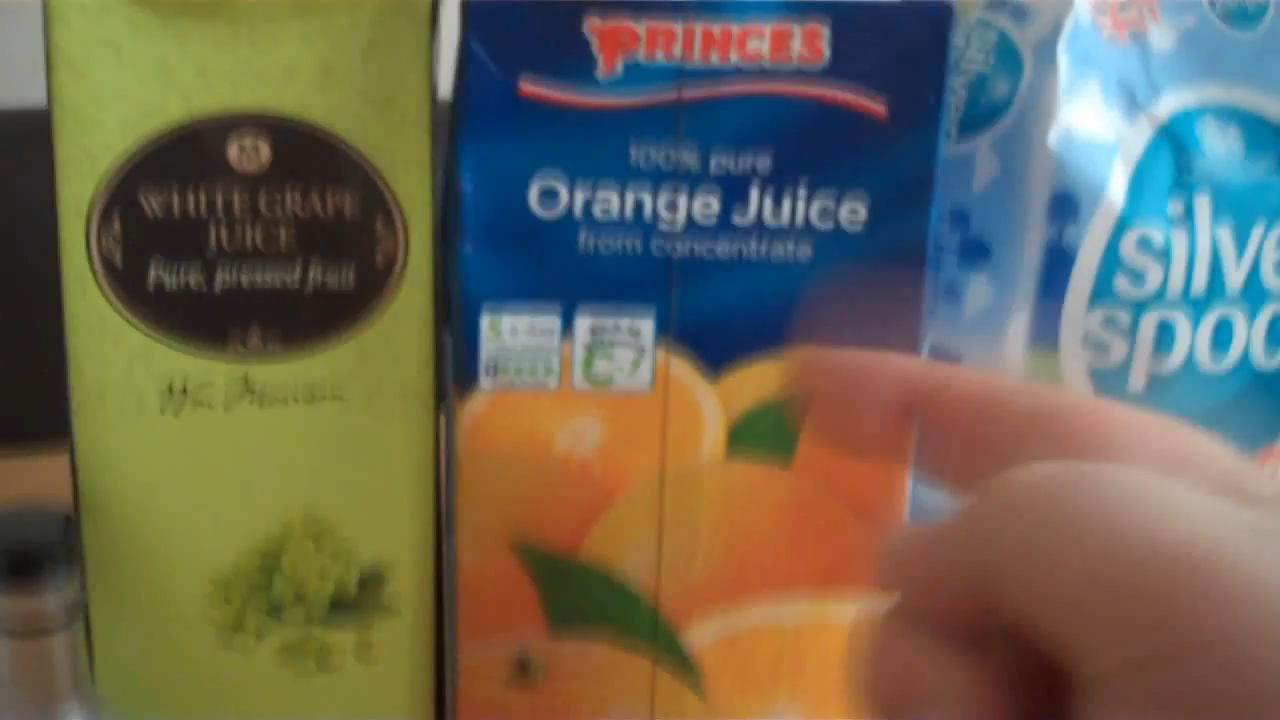 WHITE GRAPE
JUICE
Pure, pressed fruit
PRINCES
100% pure
Orange Juice
from concentrate
silve
spoo